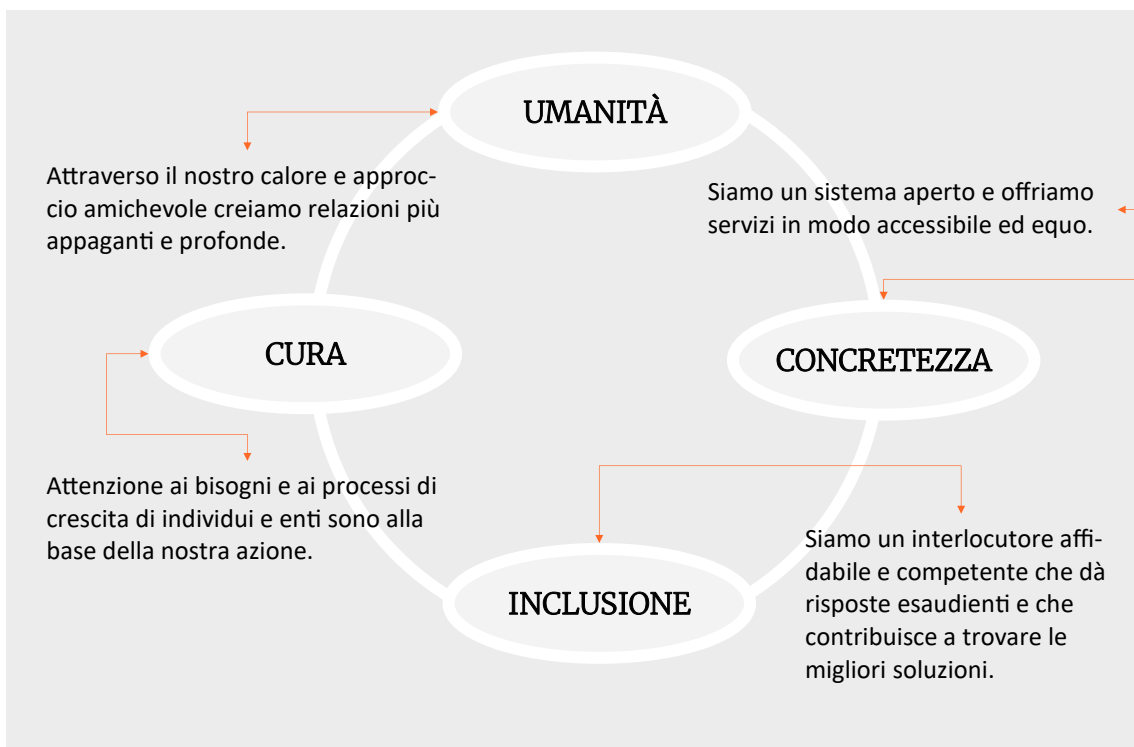 UMANITÀ
Attraverso il nostro calore e approc-
cio amichevole creiamo relazioni più
appaganti e profonde.
Siamo un sistema aperto e offriamo
servizi in modo accessibile ed equo.
CURA
CONCRETEZZA
Attenzione ai bisogni e ai processi di
crescita di individui e enti sono alla
base della nostra azione.
INCLUSIONE
Siamo un interlocutore affi-
dabile e competente che dà
risposte esaudienti e che
contribuisce a trovare le
migliori soluzioni.